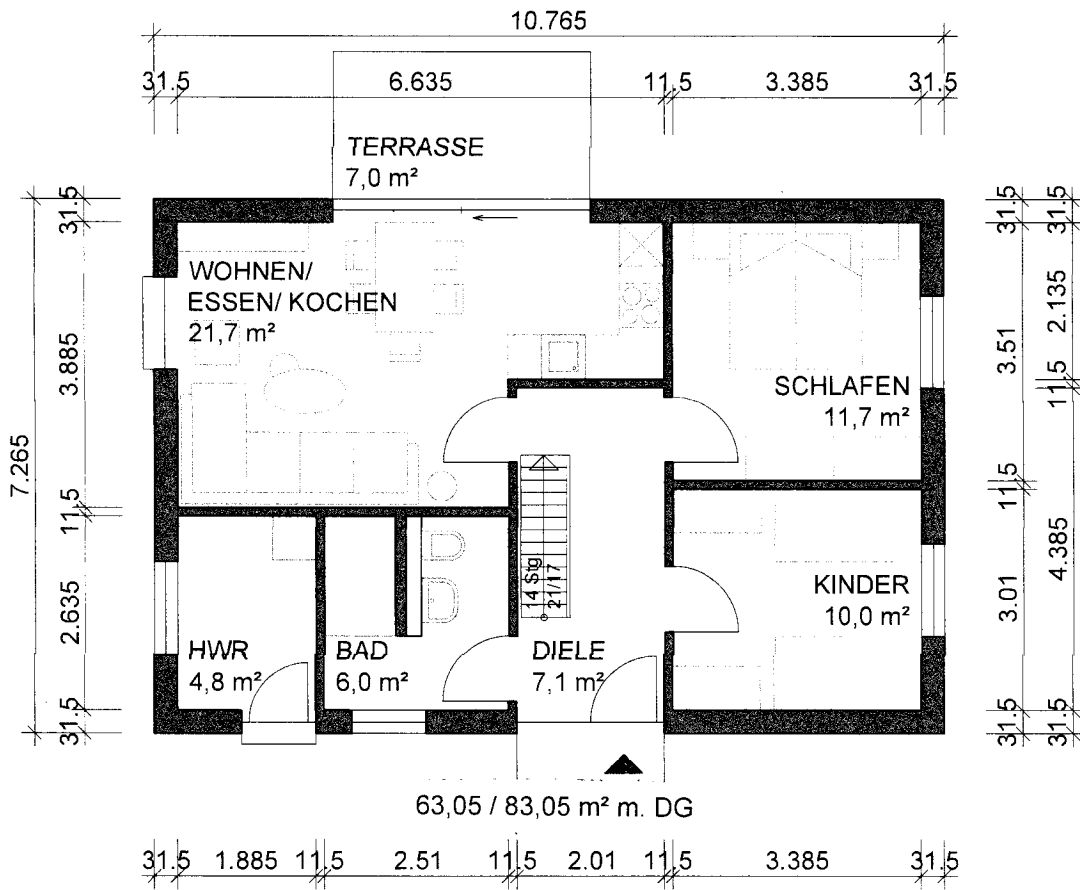 10.765
31.5 6.635 11.5 3.385 31.5
TERRASSE
7,0 m²
WOHNEN/
ESSEN/ KOCHEN
21,7 m²
SCHLAFEN
11,7 m²
KINDER
10,0 m²
HWR
4,8 m²
BAD
6,0 m²
DIELE
7,1 m²
14 Stg
21/17
7.265
31.5
3.885
11.5
2.635
31.5
31.5
3.51
11.5
3.01
31.5
31.5
2.135
11.5
4.385
31.5
63,05 / 83,05 m² m. DG
31.5 1.885 11.5 2.51 11.5 2.01 11.5 3.385 31.5